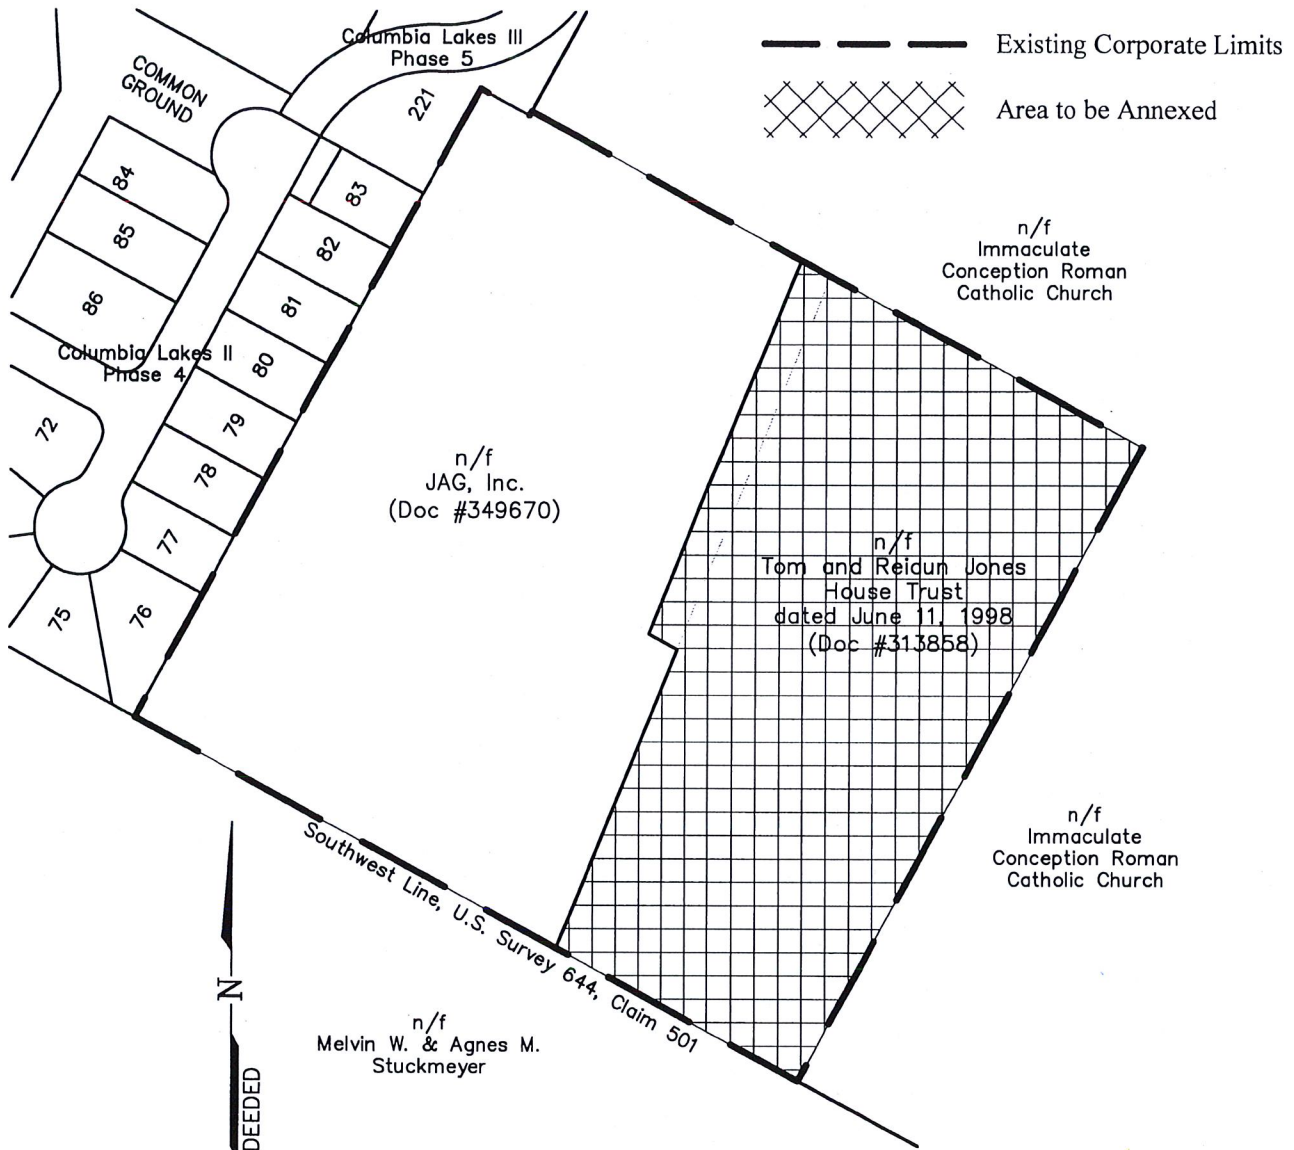 Columbia Lakes III
Phase 5
Existing Corporate Limits
Area to be Annexed
COMMON
GROUND
221
84
83
85
82
86
81
n/f
Immaculate
Conception Roman
Catholic Church
Columbia Lakes II
Phase 4
80
72
79
78
77
76
75
n/f
JAG, Inc.
(Doc #349670)
n/f
Tom and Reidun Jones
House Trust
dated June 11, 1998
(Doc #313858)
n/f
Immaculate
Conception Roman
Catholic Church
Southwest Line, U.S. Survey 644, Claim 501
N
DEEDED
n/f
Melvin W. & Agnes M.
Stuckmeyer